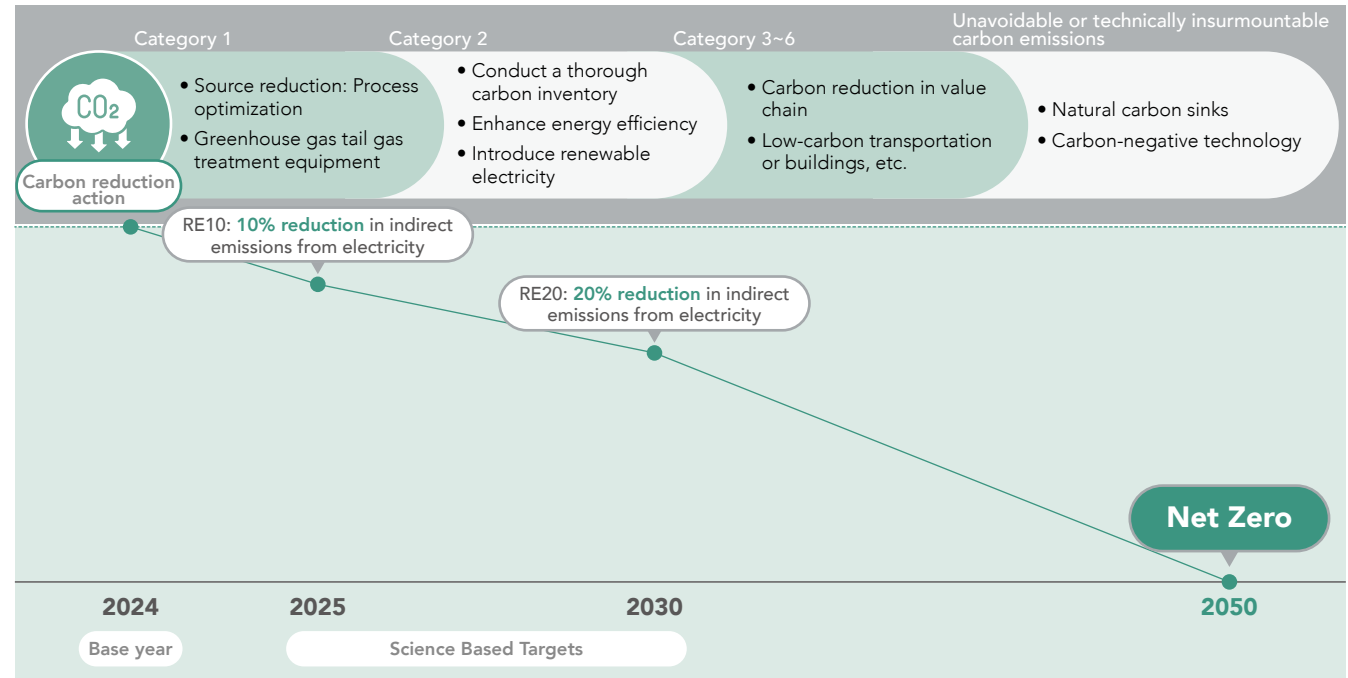 Category 1
Category 2
Category 3~6
Unavoidable or technically insurmountable
carbon emissions
CO₂
Carbon reduction
action
• Source reduction: Process
optimization
• Greenhouse gas tail gas
treatment equipment
• Conduct a thorough
carbon inventory
• Enhance energy efficiency
• Introduce renewable
electricity
• Carbon reduction in value
chain
• Low-carbon transportation
or buildings, etc.
• Natural carbon sinks
• Carbon-negative technology
RE10: 10% reduction in indirect
emissions from electricity
RE20: 20% reduction in indirect
emissions from electricity
Net Zero
2024
2025
2030
2050
Base year
Science Based Targets